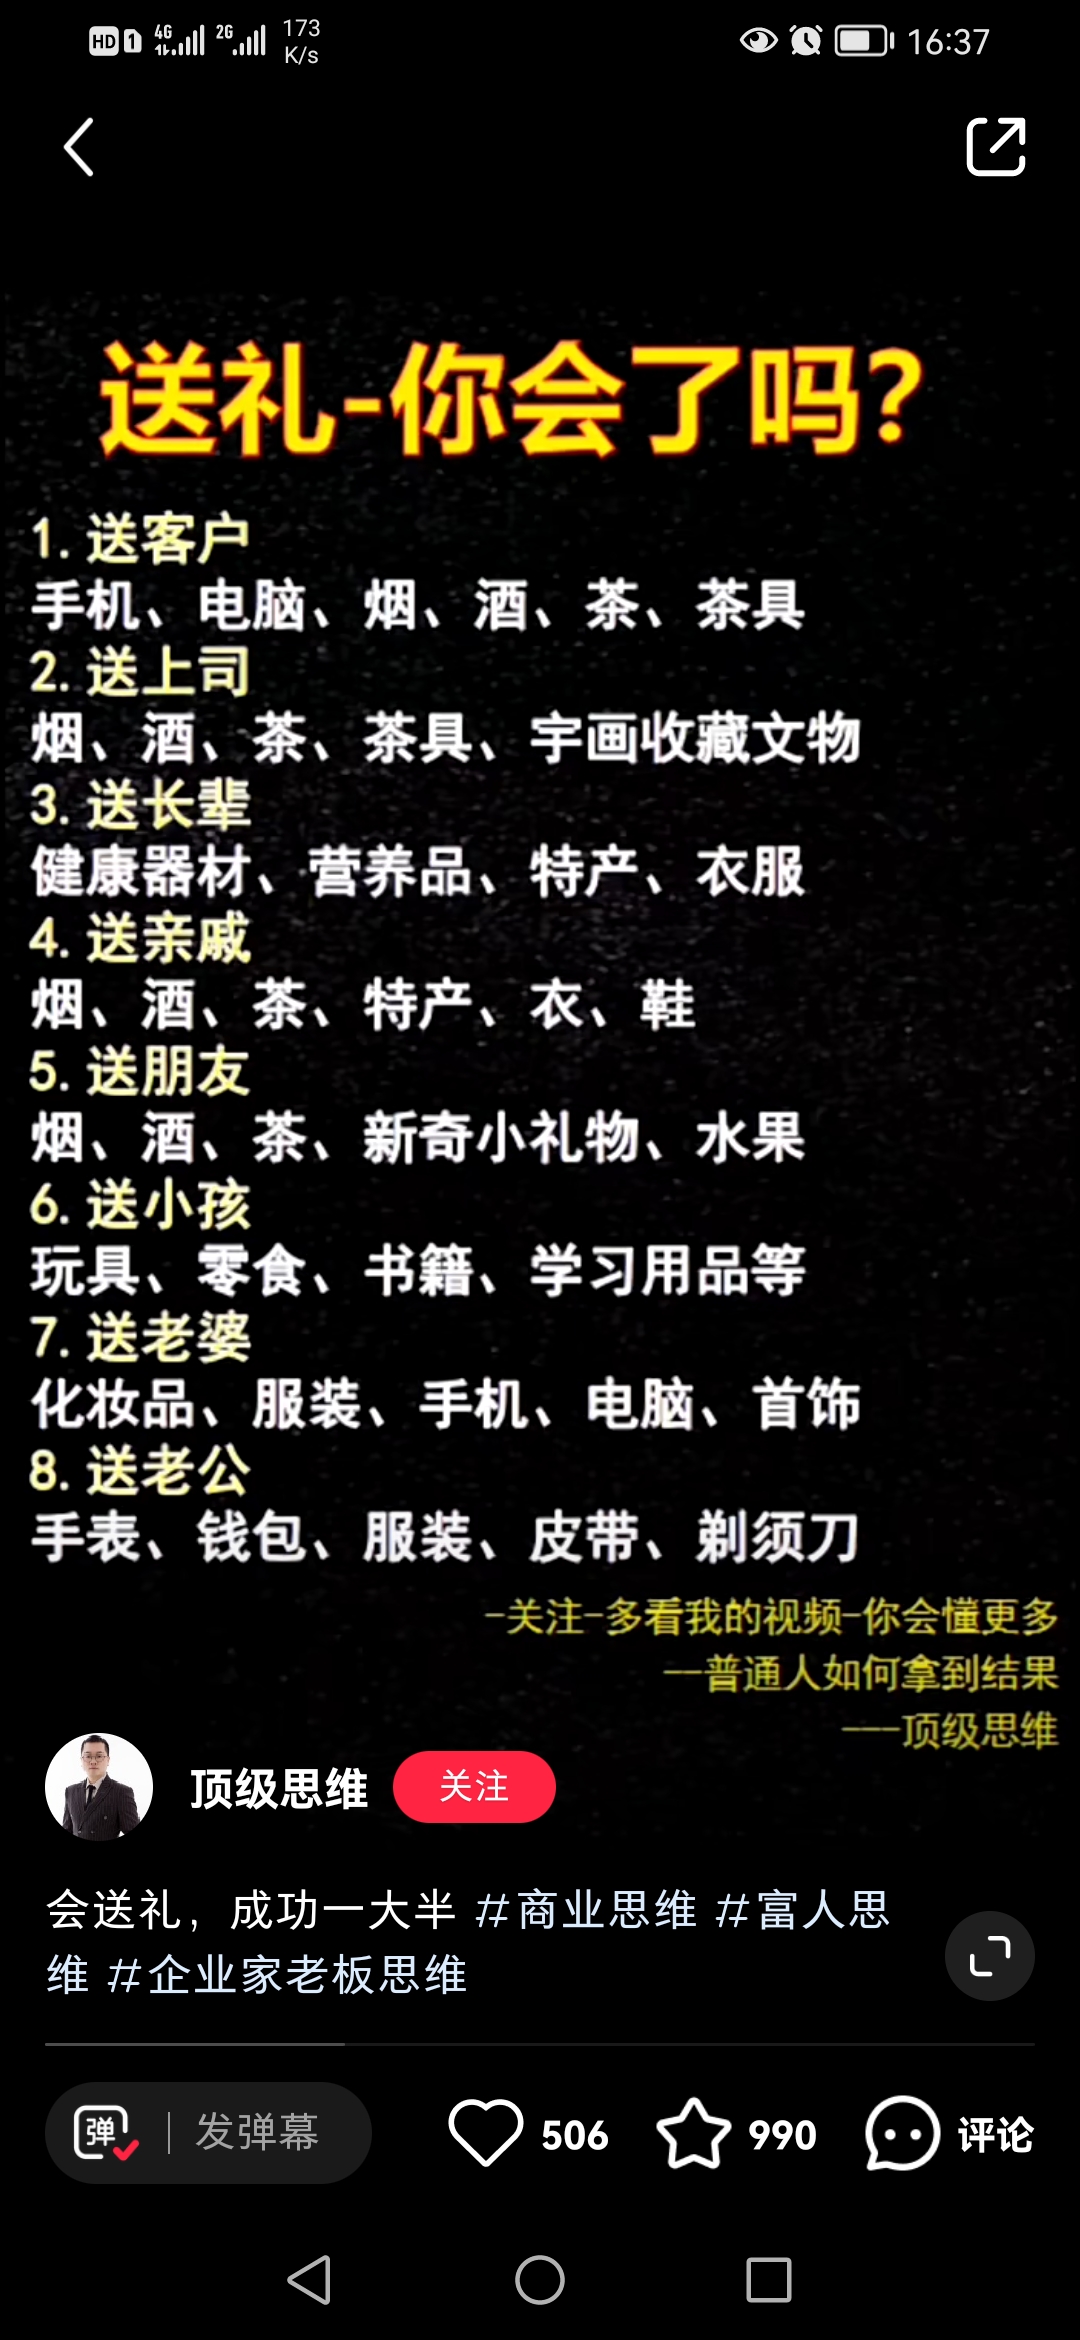 HD 1 4G 2G 173 K/s 16:37
送礼-你会了吗？
1.送客户
手机、电脑、烟、酒、茶、茶具
2.送上司
烟、酒、茶、茶具、字画收藏文物
3.送长辈
健康器材、营养品、特产、衣服
4.送亲戚
烟、酒、茶、特产、衣、鞋
5.送朋友
烟、酒、茶、新奇小礼物、水果
6.送小孩
玩具、零食、书籍、学习用品等
7.送老婆
化妆品、服装、手机、电脑、首饰
8.送老公
手表、钱包、服装、皮带、剃须刀
-关注-多看我的视频-你会懂更多
--普通人如何拿到结果
---顶级思维
顶级思维 关注
会送礼，成功一大半 #商业思维 #富人思
维 #企业家老板思维
弹 发弹幕 506 990 评论